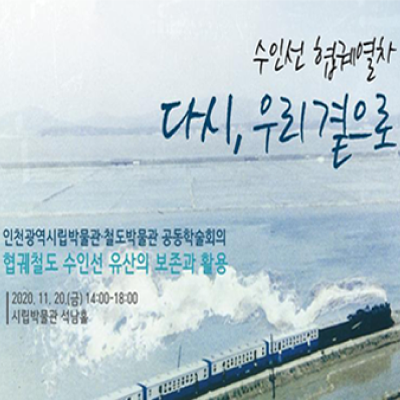 수인선 협궤열차
다시, 우리 곁으로
인천광역시립박물관·철도박물관 공동학술회의
협궤철도 수인선 유산의 보존과 활용
2020. 11. 20.(금) 14:00-18:00
시립박물관 석남홀